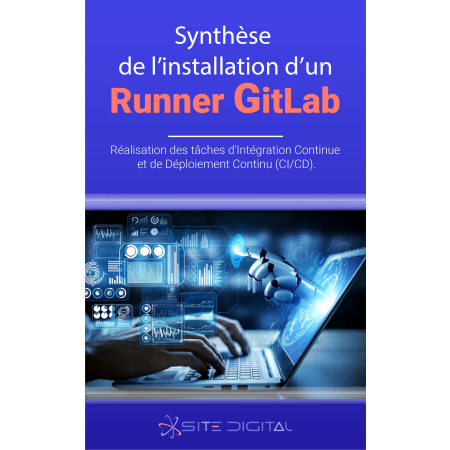 Synthèse
de l’installation d’un
Runner GitLab
Réalisation des tâches d'Intégration Continue
et de Déploiement Continu (CI/CD).
SITE DIGITAL